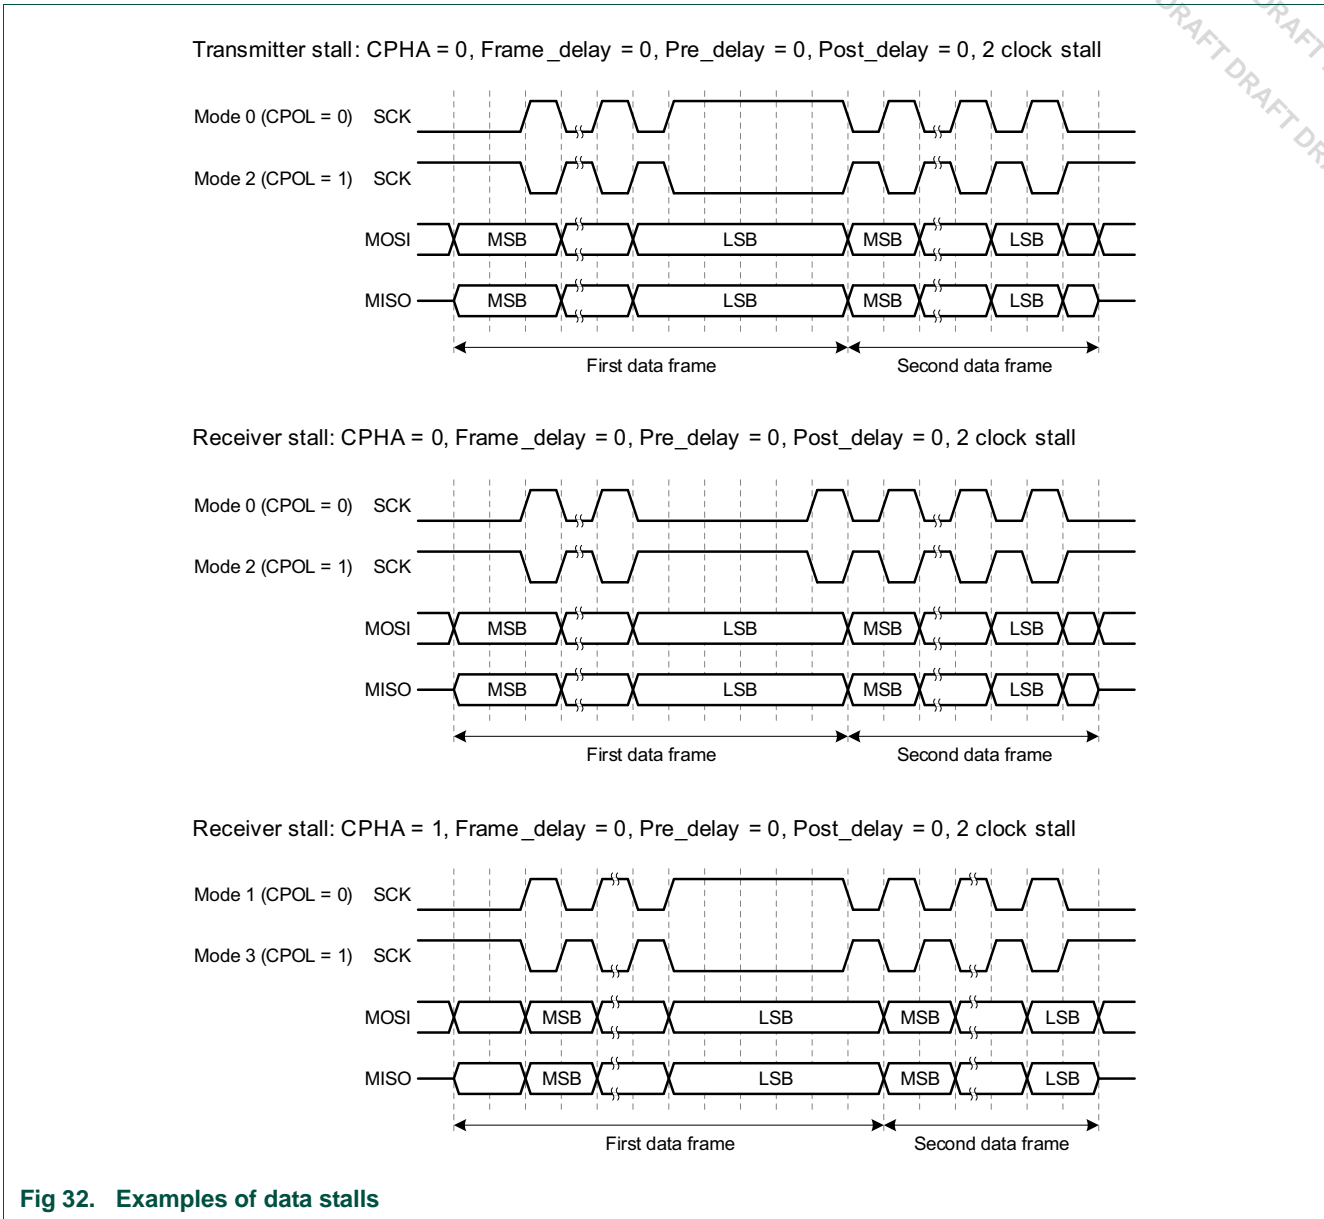 DRAFT DRAFT DRAFT
DRAFT
Transmitter stall: CPHA = 0, Frame_delay = 0, Pre_delay = 0, Post_delay = 0, 2 clock stall
Mode 0 (CPOL = 0) SCK
Mode 2 (CPOL = 1) SCK
MOSI MSB LSB MSB LSB
MISO MSB LSB MSB LSB
First data frame Second data frame
Receiver stall: CPHA = 0, Frame_delay = 0, Pre_delay = 0, Post_delay = 0, 2 clock stall
Mode 0 (CPOL = 0) SCK
Mode 2 (CPOL = 1) SCK
MOSI MSB LSB MSB LSB
MISO MSB LSB MSB LSB
First data frame Second data frame
Receiver stall: CPHA = 1, Frame_delay = 0, Pre_delay = 0, Post_delay = 0, 2 clock stall
Mode 1 (CPOL = 0) SCK
Mode 3 (CPOL = 1) SCK
MOSI MSB LSB MSB LSB
MISO MSB LSB MSB LSB
First data frame Second data frame
Fig 32. Examples of data stalls